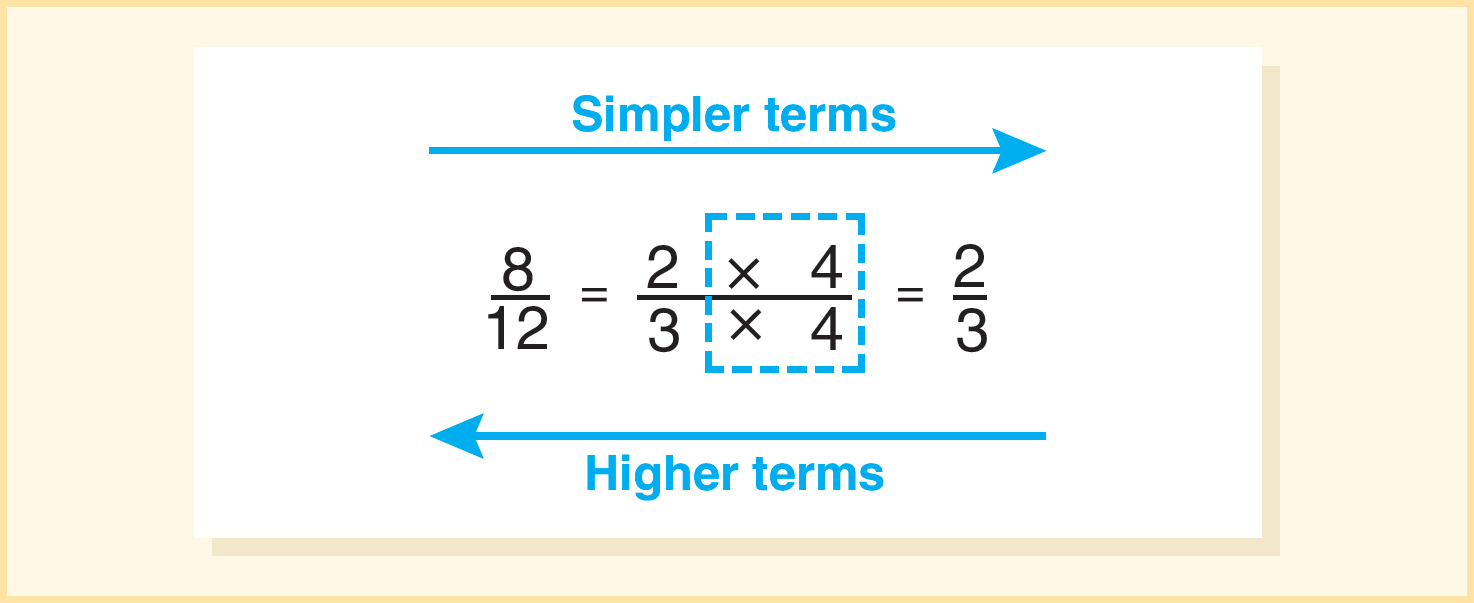 Simpler terms
8/12 = 2 × 4/3 × 4 = 2/3
Higher terms